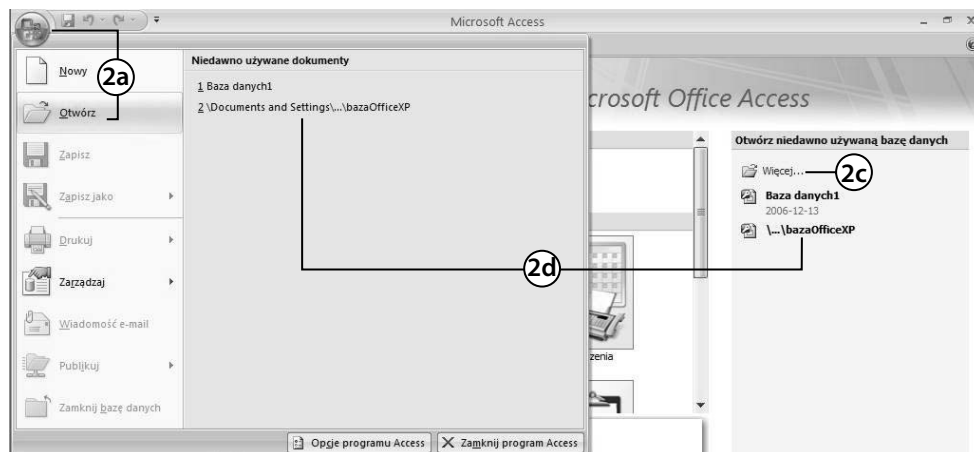 Microsoft Access
Nowy
2a
Otwórz
Zapisz
Zapisz jako
Drukuj
Zarządzaj
Wiadomość e-mail
Publikuj
Zamknij bazę danych
Niedawno używane dokumenty
1 Baza danych1
2 \Documents and Settings\...\bazaOfficeXP
2d
Opcje programu Access
Zamknij program Access
crosoft Office Access
zenia
Otwórz niedawno używaną bazę danych
Więcej...
2c
Baza danych1
2006-12-13
\...\bazaOfficeXP